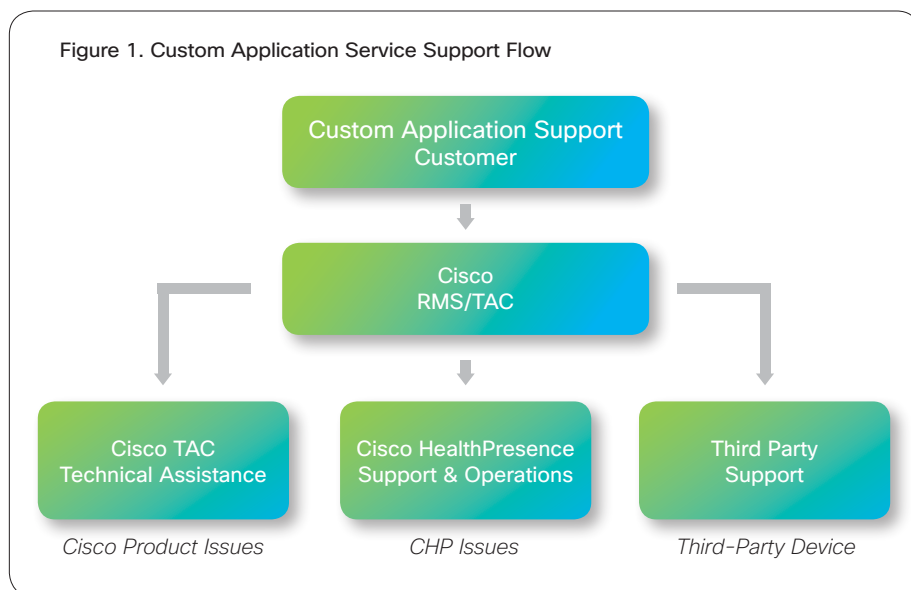 Figure 1. Custom Application Service Support Flow
Custom Application Support
Customer
Cisco
RMS/TAC
Cisco TAC
Technical Assistance
Cisco HealthPresence
Support & Operations
Third Party
Support
Cisco Product Issues
CHP Issues
Third-Party Device